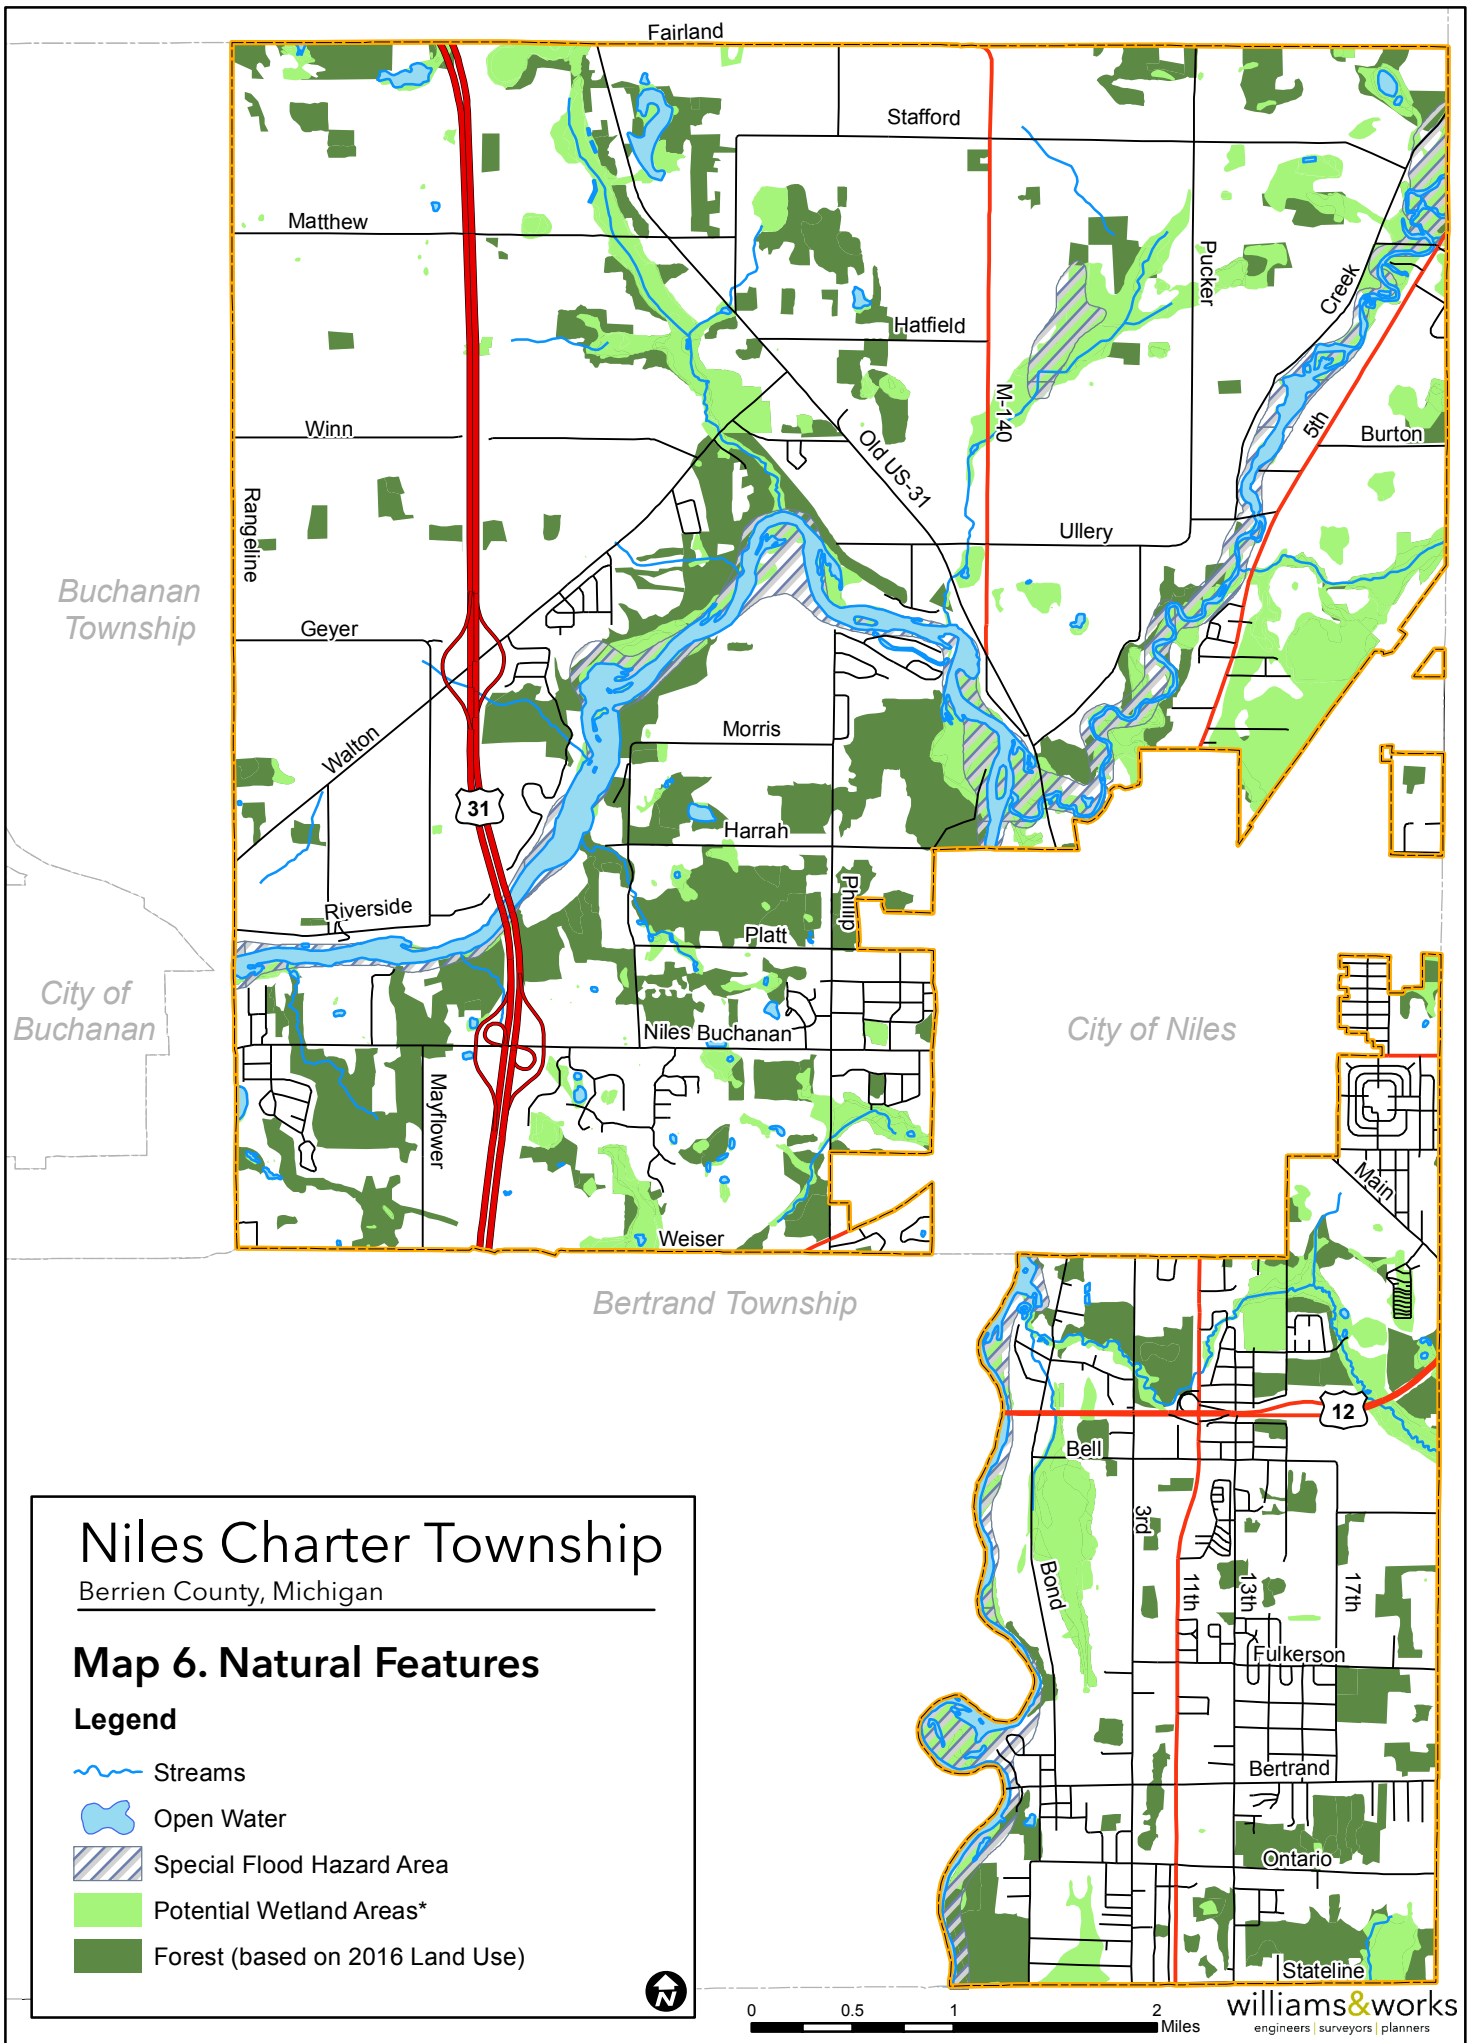 Fairland
Stafford
Matthew
Pucker
Creek
Hatfield
M-140
Winn
Old US-31
5th
Burton
Rangeline
Ullery
Buchanan
Township
Geyer
Walton
Morris
31
Harrah
Phillip
Riverside
Platt
City of
Buchanan
Niles Buchanan
City of Niles
Mayflower
Main
Weiser
Bertrand Township
12
Bell
3rd
Bond
11th
13th
17th
Fulkerson
Bertrand
Ontario
Stateline
Niles Charter Township
Berrien County, Michigan
Map 6. Natural Features
Legend
Streams
Open Water
Special Flood Hazard Area
Potential Wetland Areas*
Forest (based on 2016 Land Use)
N
0 0.5 1 2
Miles
williams&works
engineers | surveyors | planners